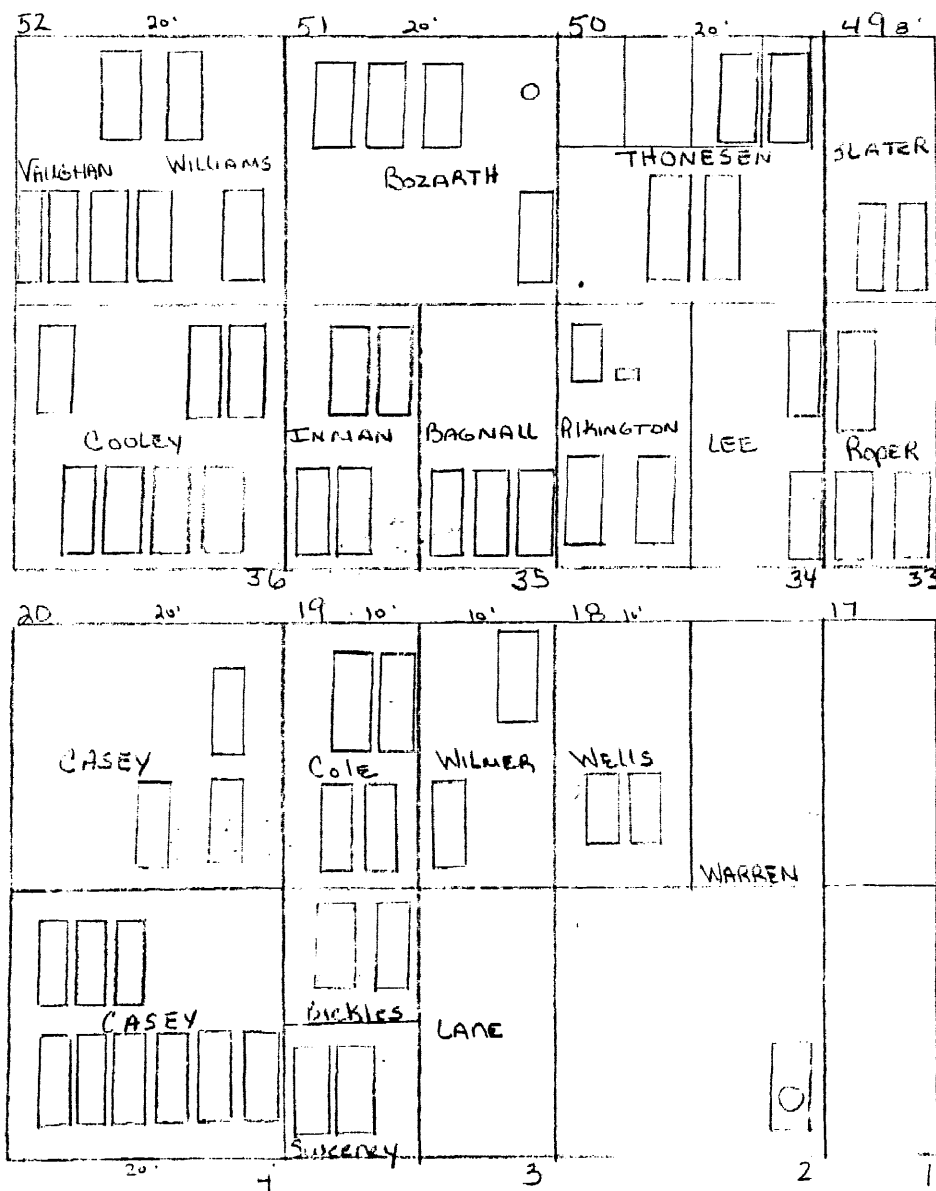 52 20' 51 20' 50 20' 49 8'
VAUGHAN WILLIAMS BOZARTH THONESEN SLATER
COOLEY INMAN BAGNALL RIKINGTON LEE ROPER
36 35 34 33
20 20' 19 10' 10' 18 10' 17
CASEY COLE WILMER WELLS
WARREN
CASEY BICKLES LANE
SWEENEY
20' 4 3 2 1